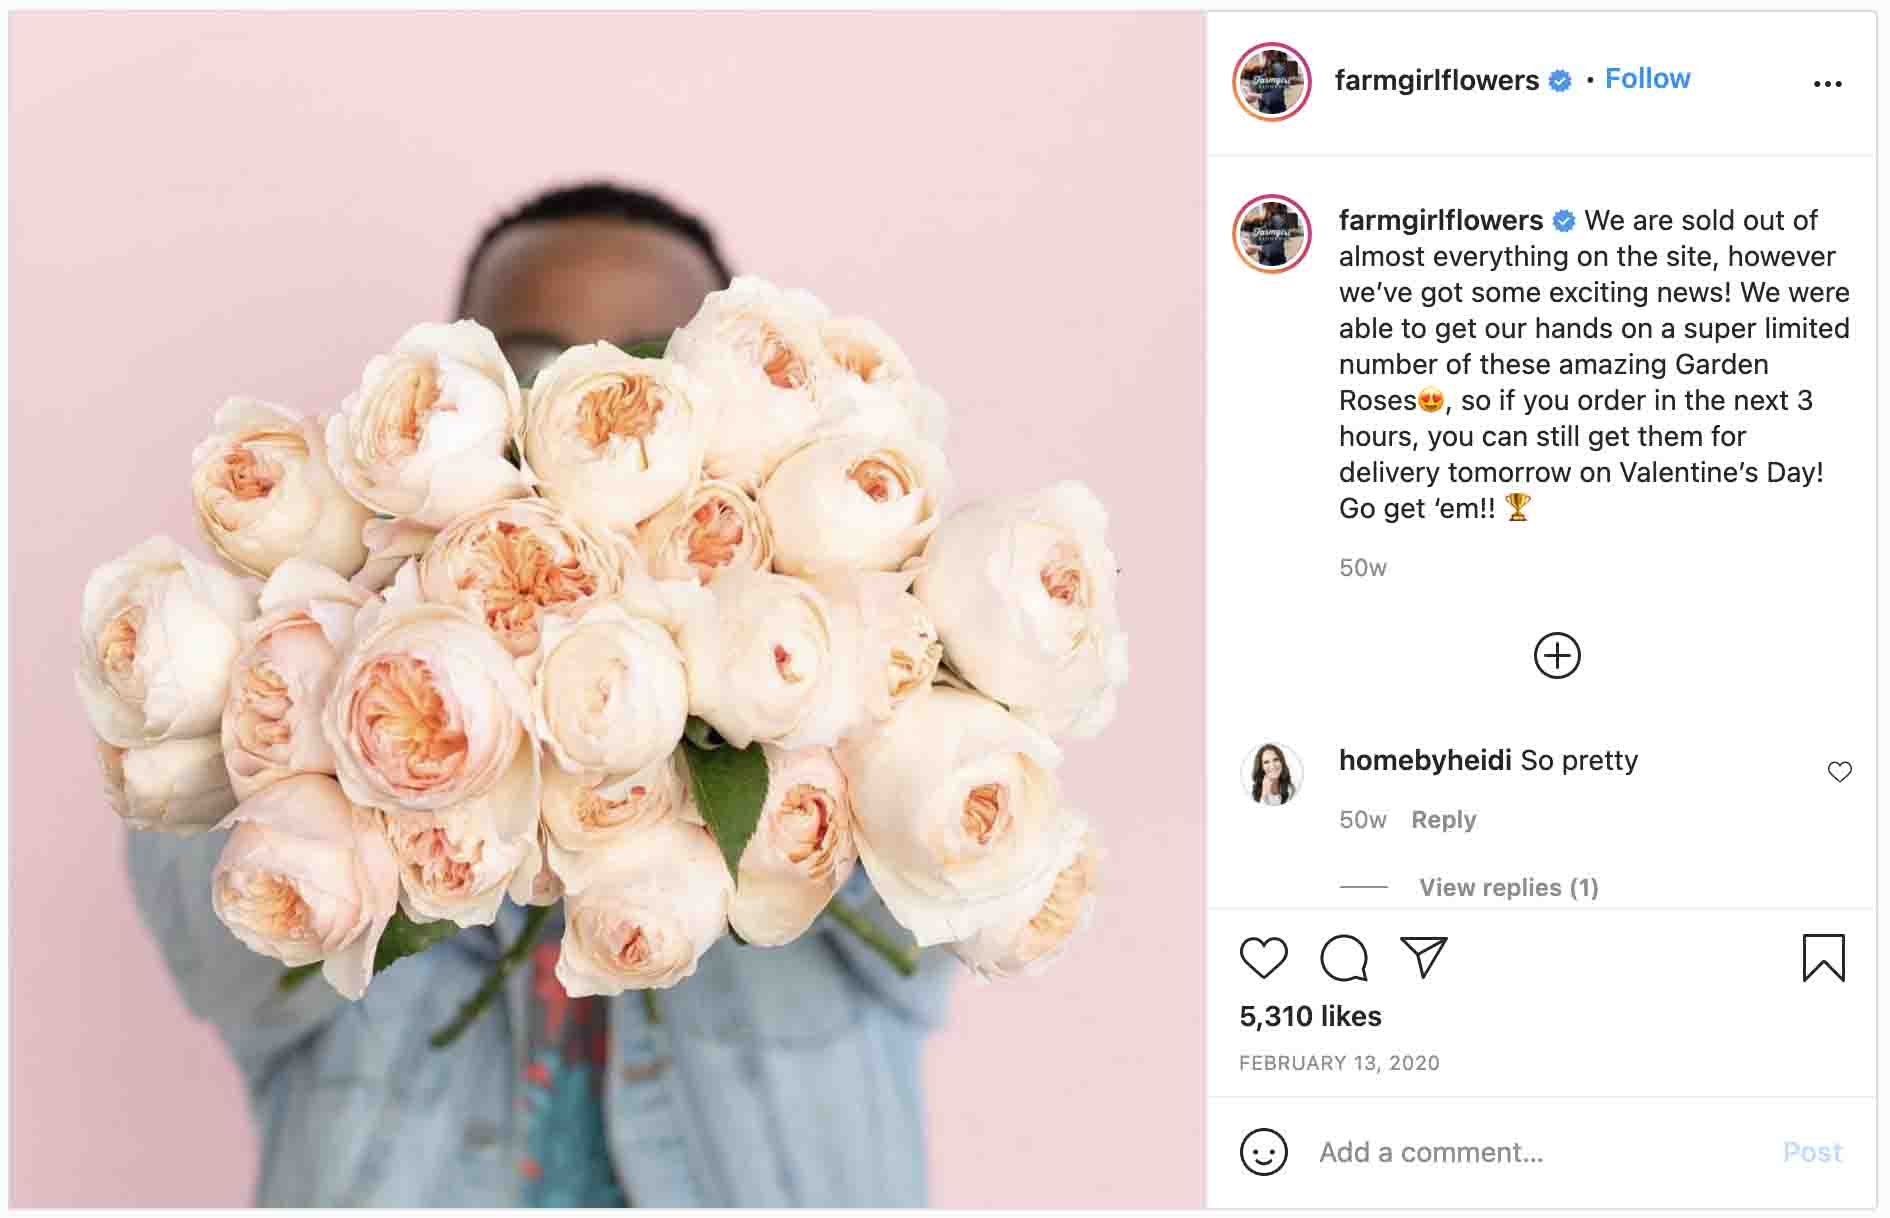 farmgirlflowers • Follow
farmgirlflowers We are sold out of
almost everything on the site, however
we’ve got some exciting news! We were
able to get our hands on a super limited
number of these amazing Garden
Roses😍, so if you order in the next 3
hours, you can still get them for
delivery tomorrow on Valentine’s Day!
Go get ‘em!! 🏆
50w
homebyheidi So pretty
50w Reply
View replies (1)
5,310 likes
FEBRUARY 13, 2020
Add a comment... Post